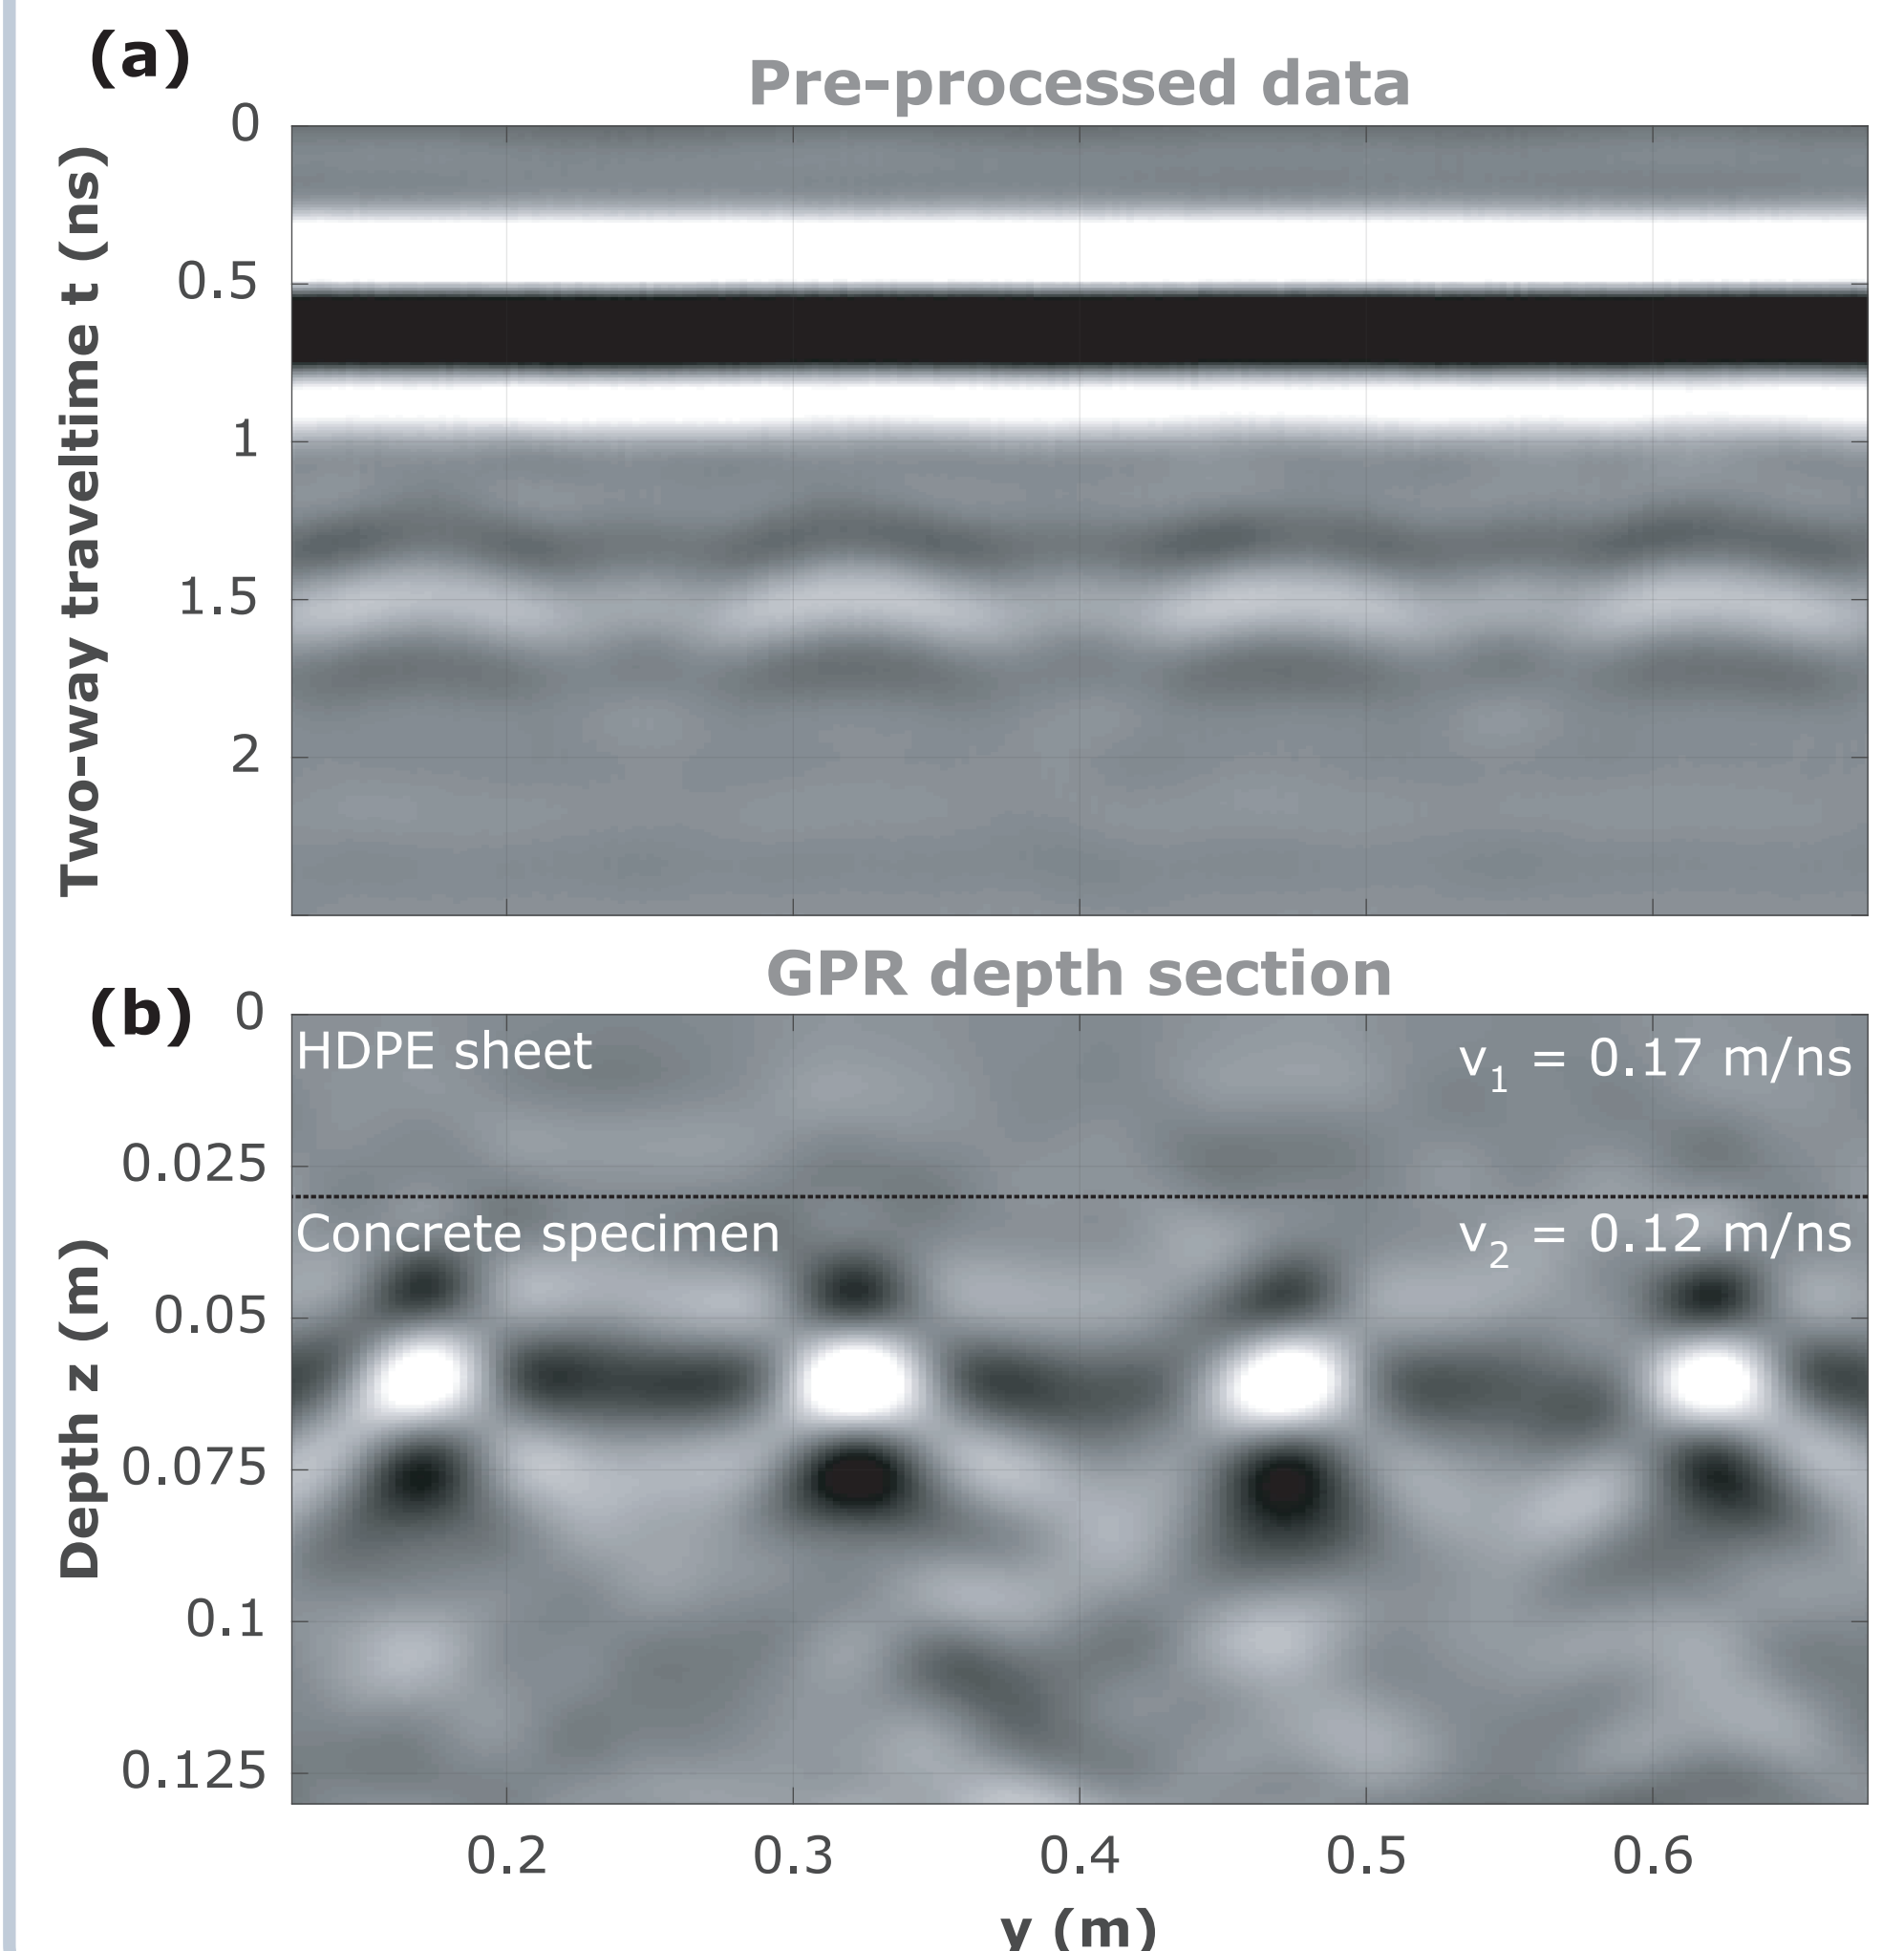 (a)
Pre-processed data
Two-way traveltime t (ns)
0
0.5
1
1.5
2
(b)
GPR depth section
Depth z (m)
0
0.025
0.05
0.075
0.1
0.125
HDPE sheet
v1 = 0.17 m/ns
Concrete specimen
v2 = 0.12 m/ns
0.2 0.3 0.4 0.5 0.6
y (m)